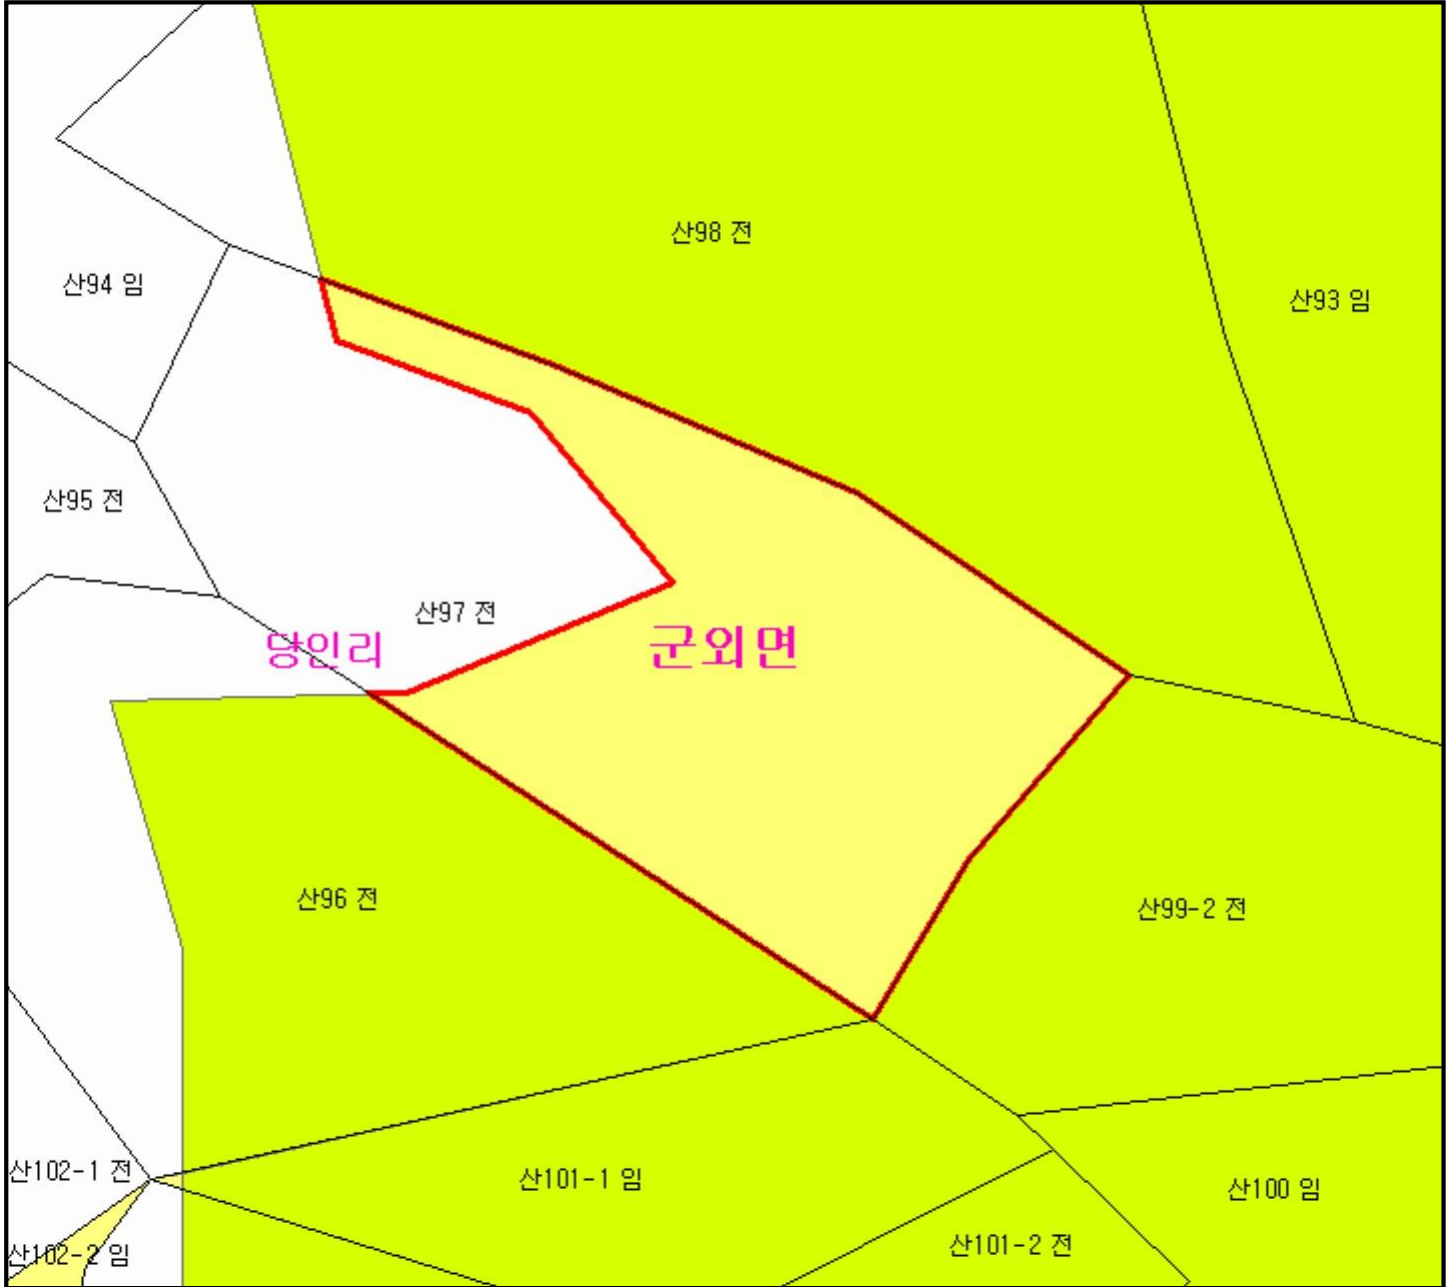 산98 전
산94 임
산93 임
산95 전
산97 전
당인리
군외면
산96 전
산99-2 전
산102-1 전
산101-1 임
산100 임
산102-2 임
산101-2 전